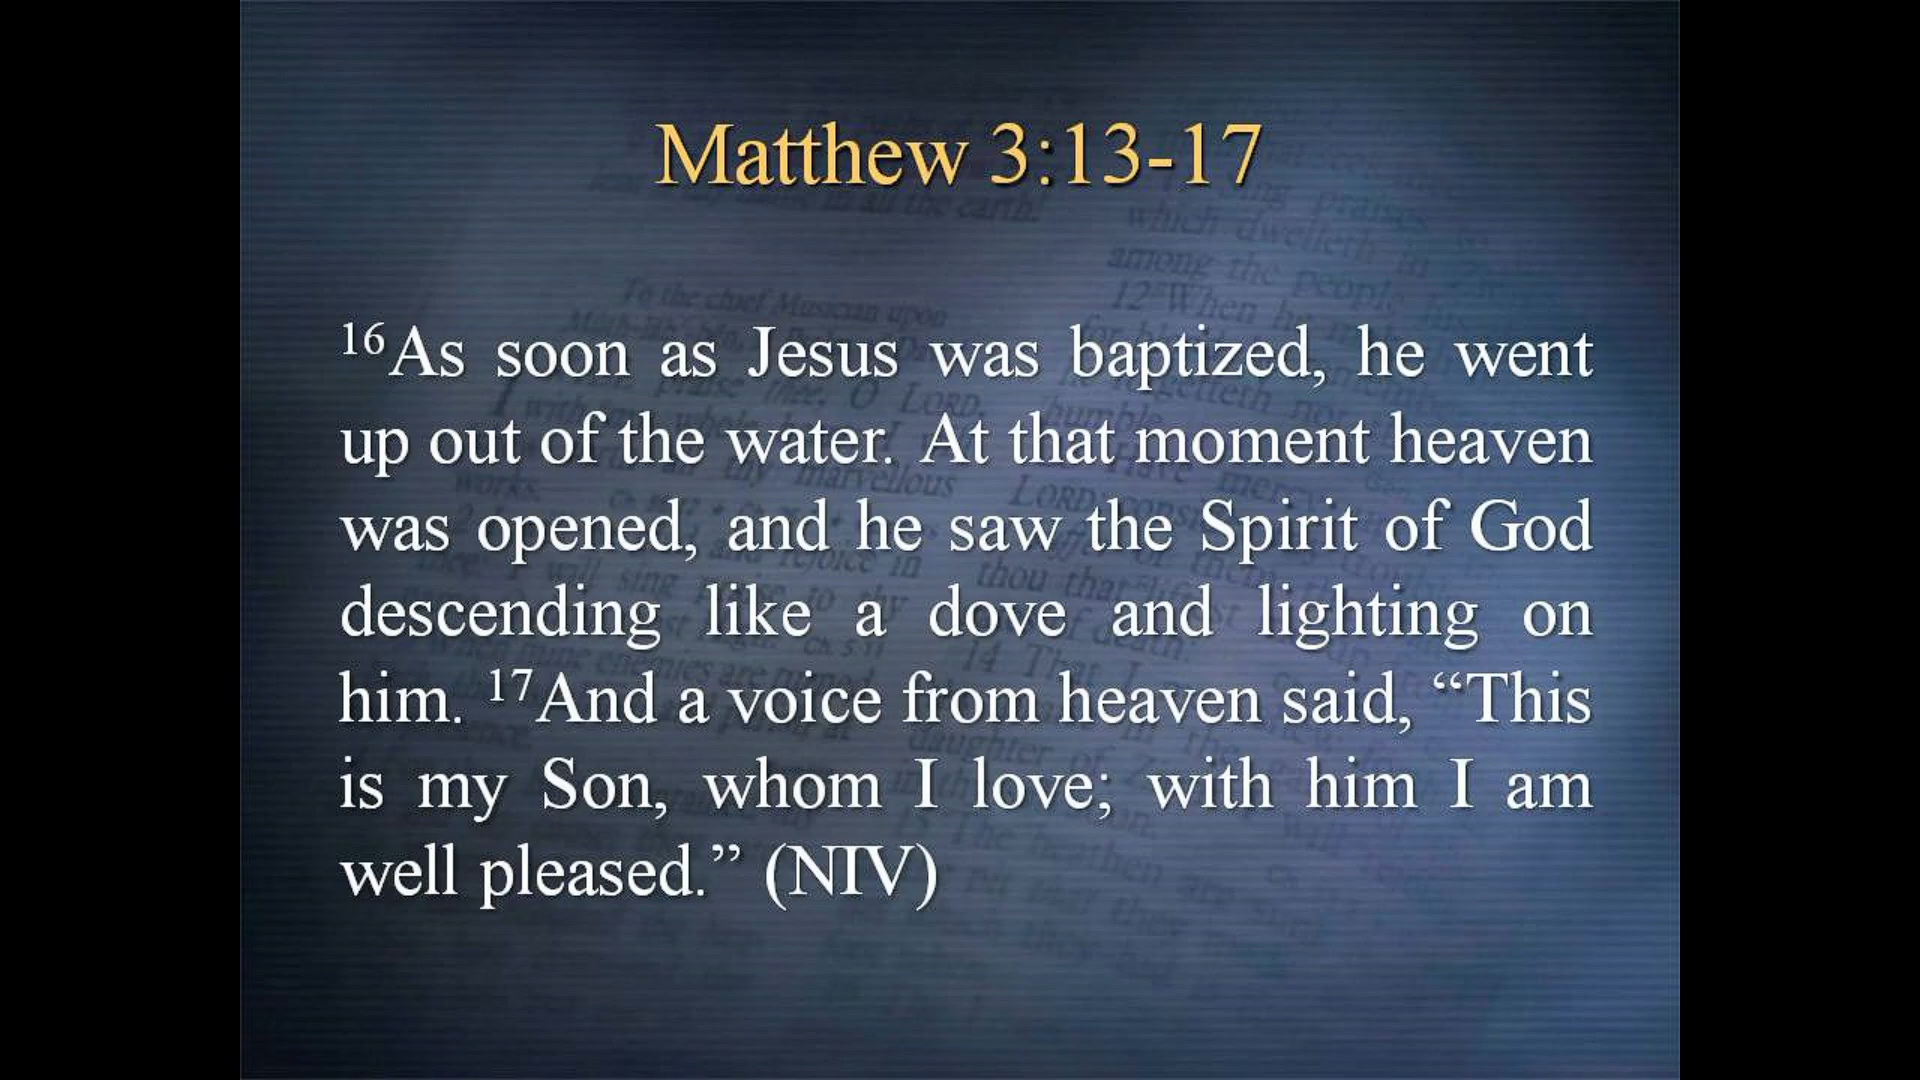 Matthew 3:13-17
16As soon as Jesus was baptized, he went
up out of the water. At that moment heaven
was opened, and he saw the Spirit of God
descending like a dove and lighting on
him. 17And a voice from heaven said, “This
is my Son, whom I love; with him I am
well pleased.” (NIV)